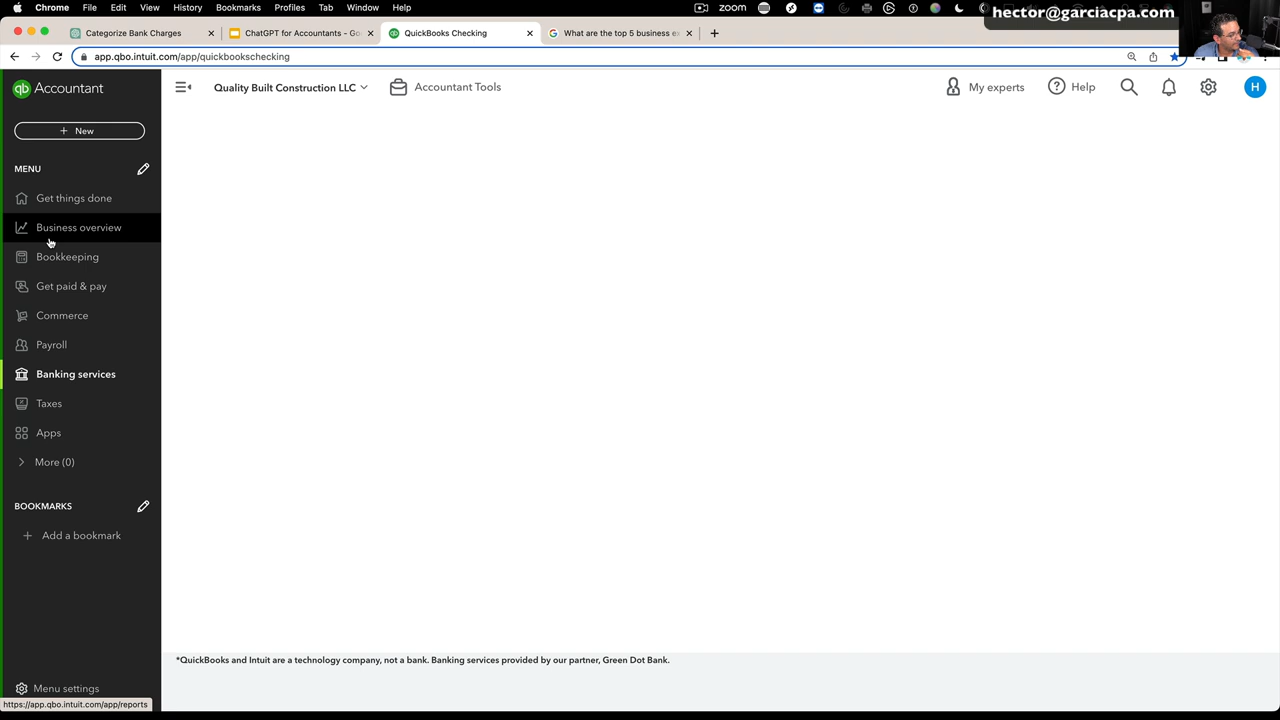 Chrome File Edit View History Bookmarks Profiles Tab Window Help zoom
hector@garciacpa.com
Categorize Bank Charges
ChatGPT for Accountants - Go
QuickBooks Checking
What are the top 5 business es
app.qbo.intuit.com/app/quickbookschecking
qb Accountant
Quality Built Construction LLC
Accountant Tools
My experts
Help
H
+ New
MENU
Get things done
Business overview
Bookkeeping
Get paid & pay
Commerce
Payroll
Banking services
Taxes
Apps
More (0)
BOOKMARKS
+ Add a bookmark
*QuickBooks and Intuit are a technology company, not a bank. Banking services provided by our partner, Green Dot Bank.
Menu settings
https://app.qbo.intuit.com/app/reports